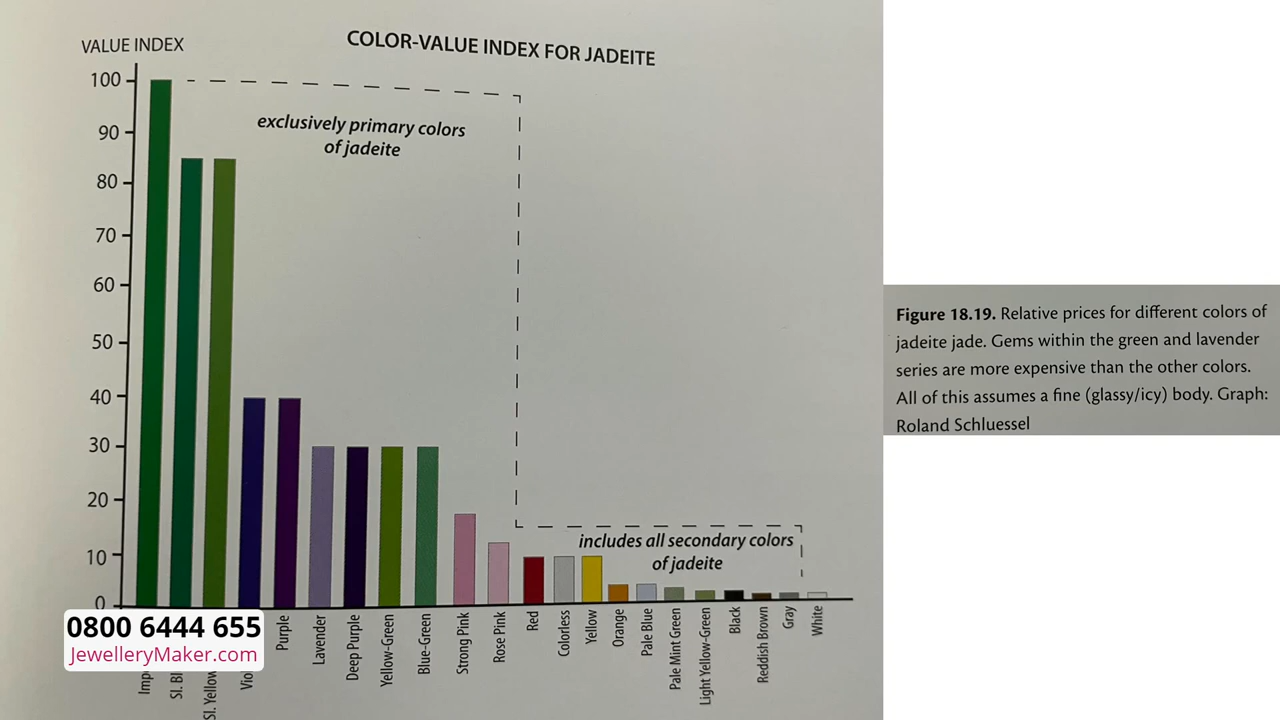 VALUE INDEX
COLOR-VALUE INDEX FOR JADEITE
100
90
80
70
60
50
40
30
20
10
0
exclusively primary colors
of jadeite
includes all secondary colors
of jadeite
Purple
Lavender
Deep Purple
Yellow-Green
Blue-Green
Strong Pink
Rose Pink
Red
Colorless
Yellow
Orange
Pale Blue
Pale Mint Green
Light Yellow-Green
Black
Reddish Brown
Gray
White
0800 6444 655
JewelleryMaker.com
Figure 18.19. Relative prices for different colors of
jadeite jade. Gems within the green and lavender
series are more expensive than the other colors.
All of this assumes a fine (glassy/icy) body. Graph:
Roland Schluessel